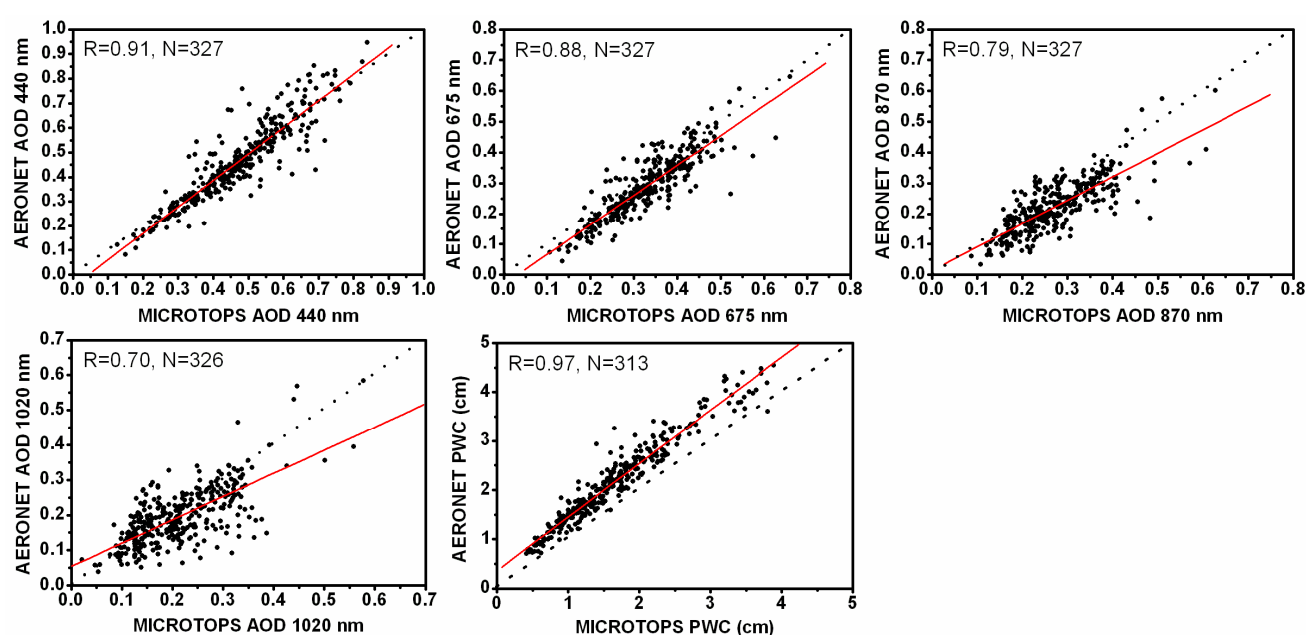 R=0.91, N=327
AERONET AOD 440 nm
1.0
0.9
0.8
0.7
0.6
0.5
0.4
0.3
0.2
0.1
0.0
0.0 0.1 0.2 0.3 0.4 0.5 0.6 0.7 0.8 0.9 1.0
MICROTOPS AOD 440 nm
R=0.88, N=327
AERONET AOD 675 nm
0.8
0.7
0.6
0.5
0.4
0.3
0.2
0.1
0.0
0.0 0.1 0.2 0.3 0.4 0.5 0.6 0.7 0.8
MICROTOPS AOD 675 nm
R=0.79, N=327
AERONET AOD 870 nm
0.8
0.7
0.6
0.5
0.4
0.3
0.2
0.1
0.0
0.0 0.1 0.2 0.3 0.4 0.5 0.6 0.7 0.8
MICROTOPS AOD 870 nm
R=0.70, N=326
AERONET AOD 1020 nm
0.7
0.6
0.5
0.4
0.3
0.2
0.1
0.0
0.0 0.1 0.2 0.3 0.4 0.5 0.6 0.7
MICROTOPS AOD 1020 nm
R=0.97, N=313
AERONET PWC (cm)
5
4
3
2
1
0
0 1 2 3 4 5
MICROTOPS PWC (cm)